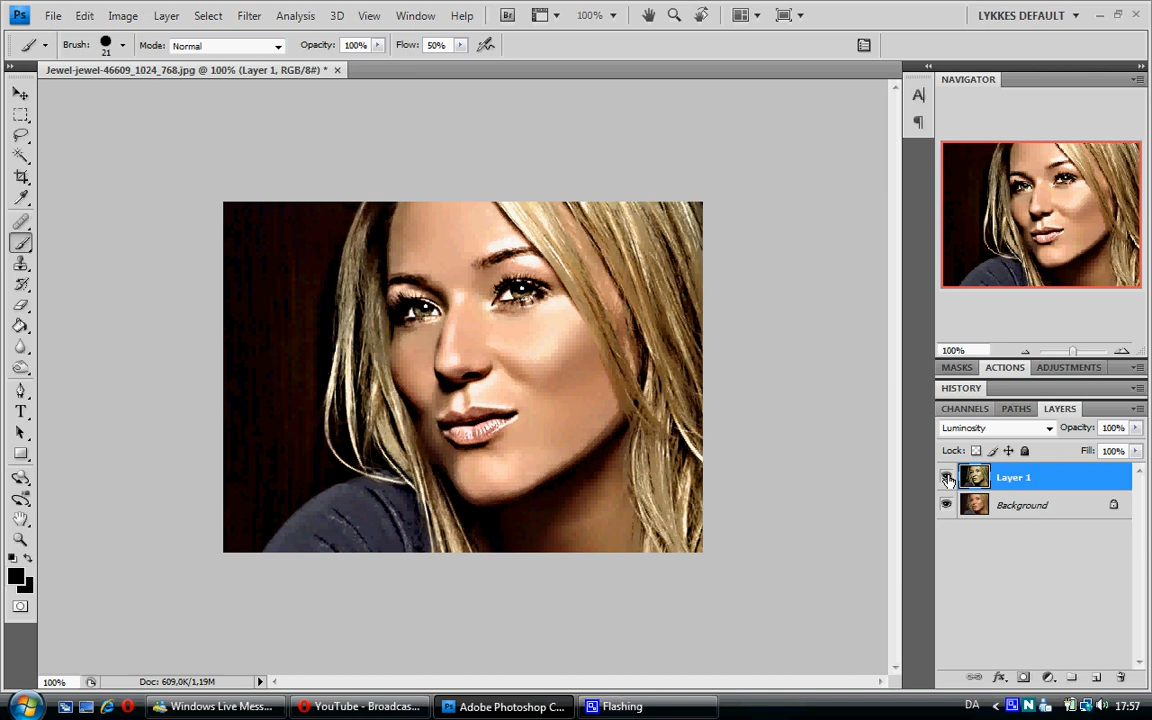 Ps File Edit Image Layer Select Filter Analysis 3D View Window Help Br 100% LYKKES DEFAULT
Brush: 21 Mode: Normal Opacity: 100% Flow: 50%
Jewel-jewel-46609_1024_768.jpg @ 100% (Layer 1, RGB/8#) *
NAVIGATOR
100%
MASKS ACTIONS ADJUSTMENTS
HISTORY
CHANNELS PATHS LAYERS
Luminosity Opacity: 100%
Lock: Fill: 100%
Layer 1
Background
100% Doc: 609,0K/1,19M
Windows Live Mess... YouTube - Broadcas... Adobe Photoshop C... Flashing DA 17:57